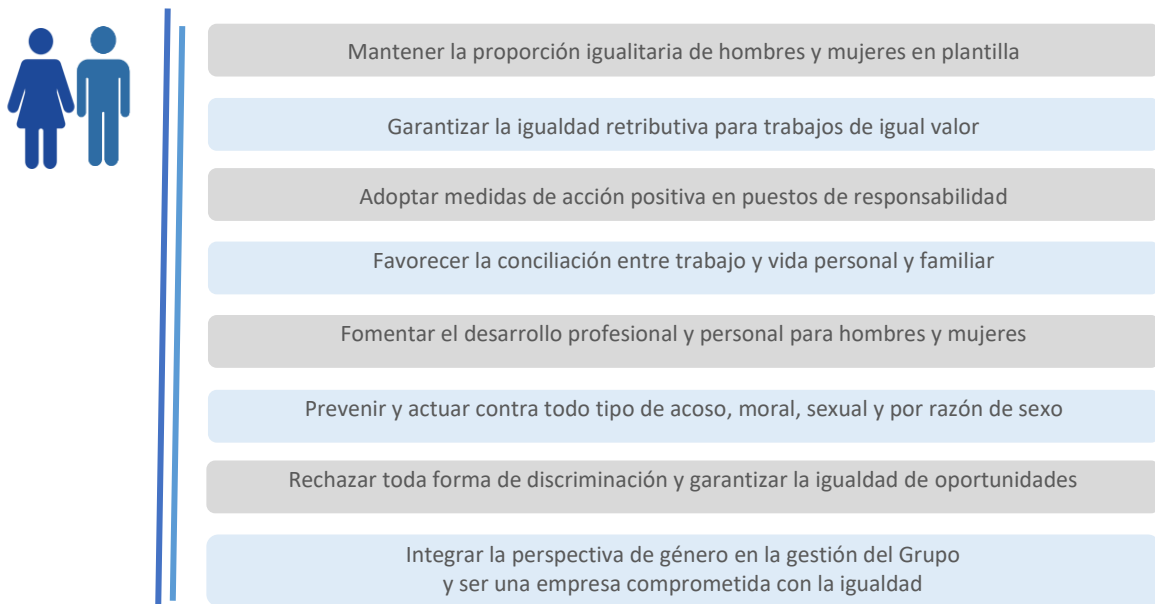 Mantener la proporción igualitaria de hombres y mujeres en plantilla
Garantizar la igualdad retributiva para trabajos de igual valor
Adoptar medidas de acción positiva en puestos de responsabilidad
Favorecer la conciliación entre trabajo y vida personal y familiar
Fomentar el desarrollo profesional y personal para hombres y mujeres
Prevenir y actuar contra todo tipo de acoso, moral, sexual y por razón de sexo
Rechazar toda forma de discriminación y garantizar la igualdad de oportunidades
Integrar la perspectiva de género en la gestión del Grupo
y ser una empresa comprometida con la igualdad